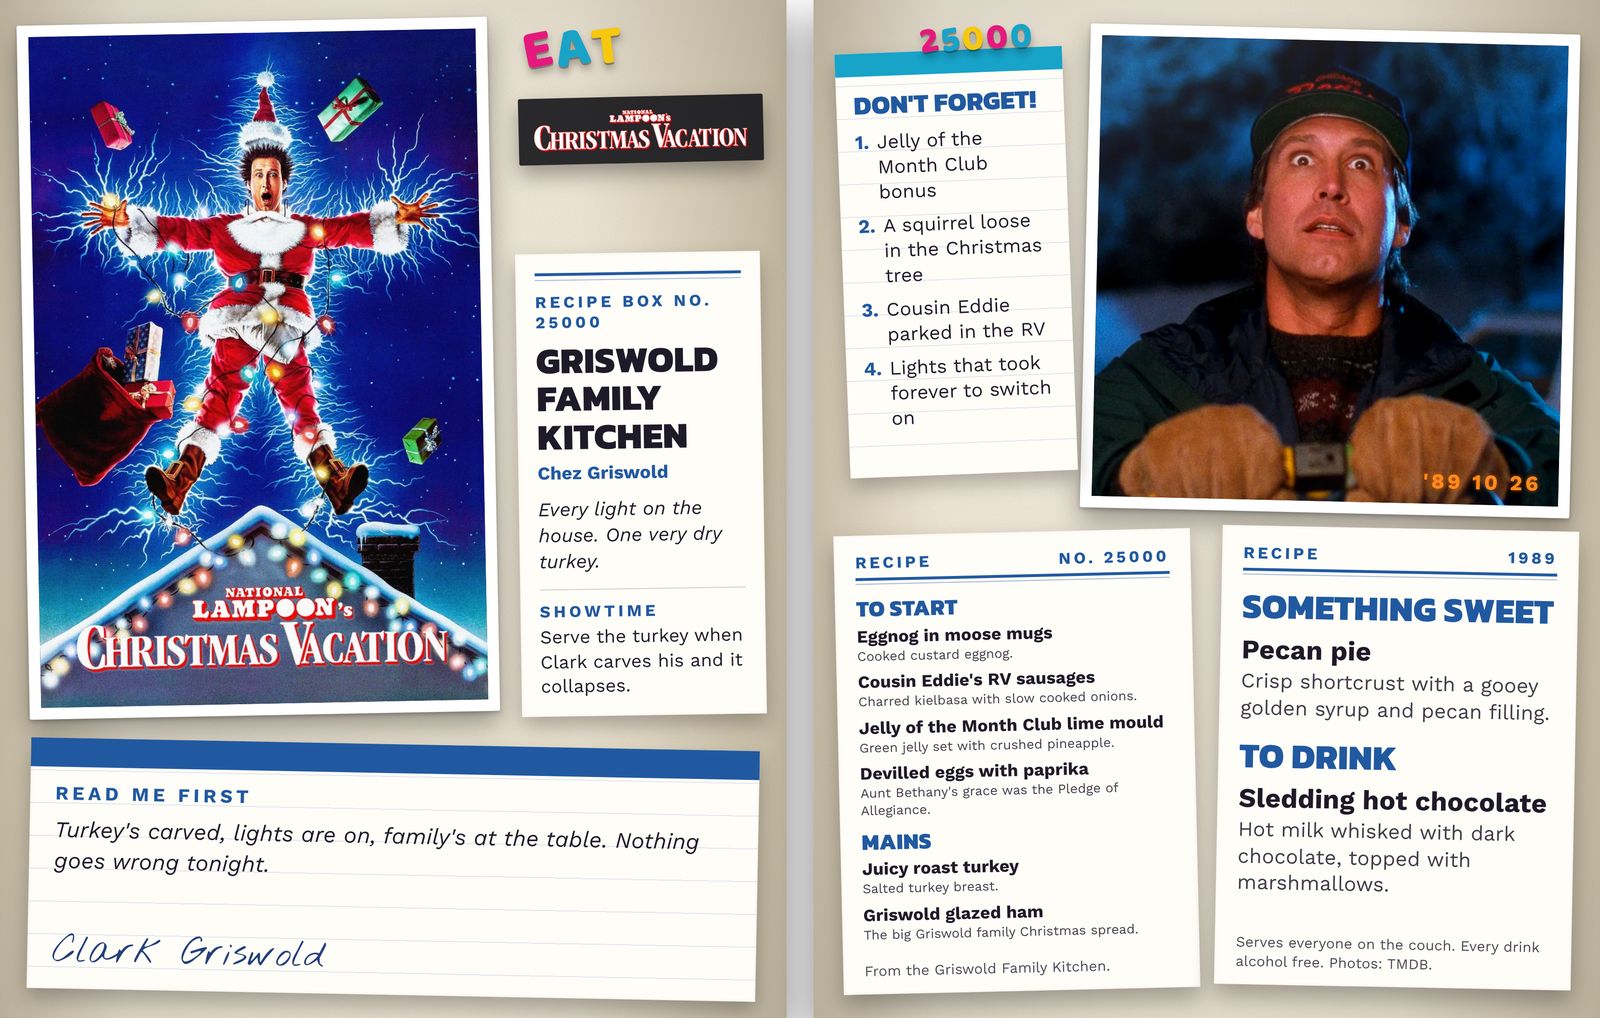 NATIONAL
LAMPOON's
CHRISTMAS VACATION
EAT
NATIONAL
LAMPOON's
CHRISTMAS VACATION
RECIPE BOX NO.
25000
GRISWOLD
FAMILY
KITCHEN
Chez Griswold
Every light on the
house. One very dry
turkey.
SHOWTIME
Serve the turkey when
Clark carves his and it
collapses.
READ ME FIRST
Turkey's carved, lights are on, family's at the table. Nothing
goes wrong tonight.
Clark Griswold
25000
DON'T FORGET!
1. Jelly of the
Month Club
bonus
2. A squirrel loose
in the Christmas
tree
3. Cousin Eddie
parked in the RV
4. Lights that took
forever to switch
on
CHICAGO
'89 10 26
RECIPE NO. 25000
TO START
Eggnog in moose mugs
Cooked custard eggnog.
Cousin Eddie's RV sausages
Charred kielbasa with slow cooked onions.
Jelly of the Month Club lime mould
Green jelly set with crushed pineapple.
Devilled eggs with paprika
Aunt Bethany's grace was the Pledge of
Allegiance.
MAINS
Juicy roast turkey
Salted turkey breast.
Griswold glazed ham
The big Griswold family Christmas spread.
From the Griswold Family Kitchen.
RECIPE 1989
SOMETHING SWEET
Pecan pie
Crisp shortcrust with a gooey
golden syrup and pecan filling.
TO DRINK
Sledding hot chocolate
Hot milk whisked with dark
chocolate, topped with
marshmallows.
Serves everyone on the couch. Every drink
alcohol free. Photos: TMDB.